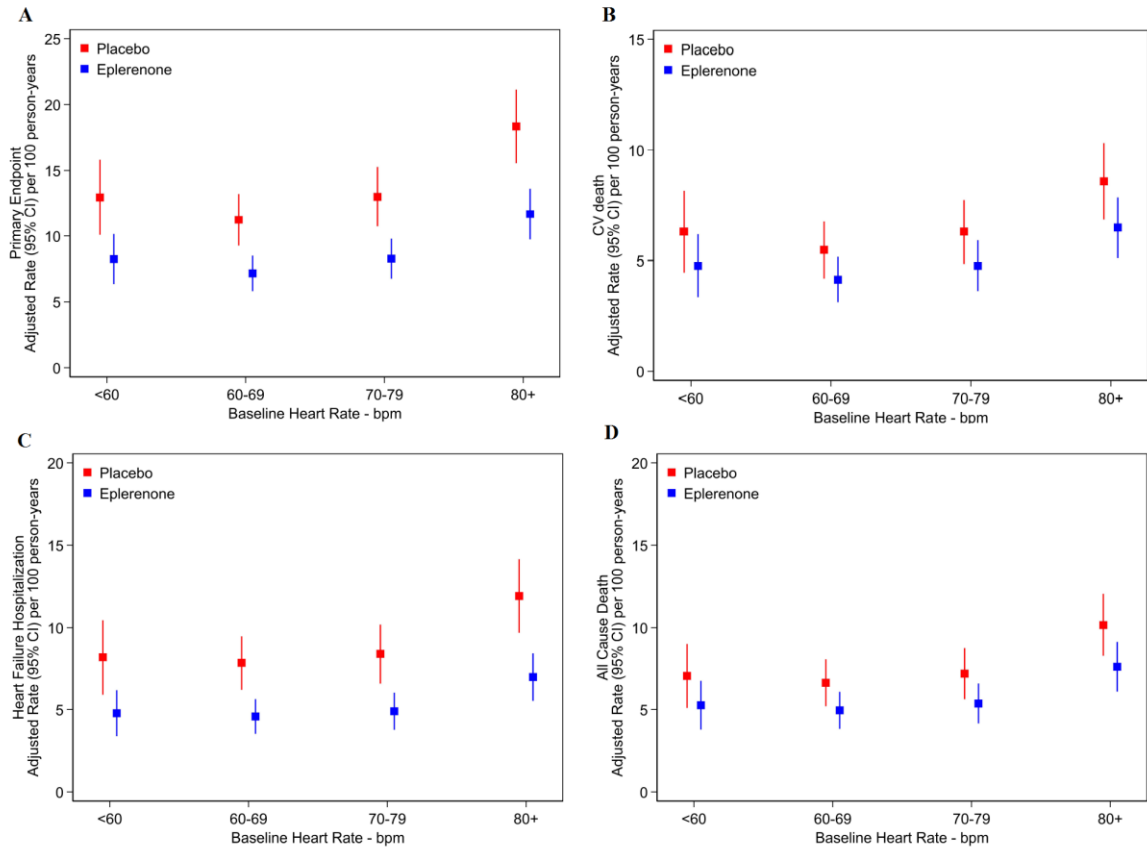 A
Primary Endpoint
Adjusted Rate (95% CI) per 100 person-years
25
20
15
10
5
0
Placebo
Eplerenone
<60
60-69
70-79
80+
Baseline Heart Rate - bpm
B
CV death
Adjusted Rate (95% CI) per 100 person-years
15
10
5
0
Placebo
Eplerenone
<60
60-69
70-79
80+
Baseline Heart Rate - bpm
C
Heart Failure Hospitalization
Adjusted Rate (95% CI) per 100 person-years
20
15
10
5
0
Placebo
Eplerenone
<60
60-69
70-79
80+
Baseline Heart Rate - bpm
D
All Cause Death
Adjusted Rate (95% CI) per 100 person-years
20
15
10
5
0
Placebo
Eplerenone
<60
60-69
70-79
80+
Baseline Heart Rate - bpm